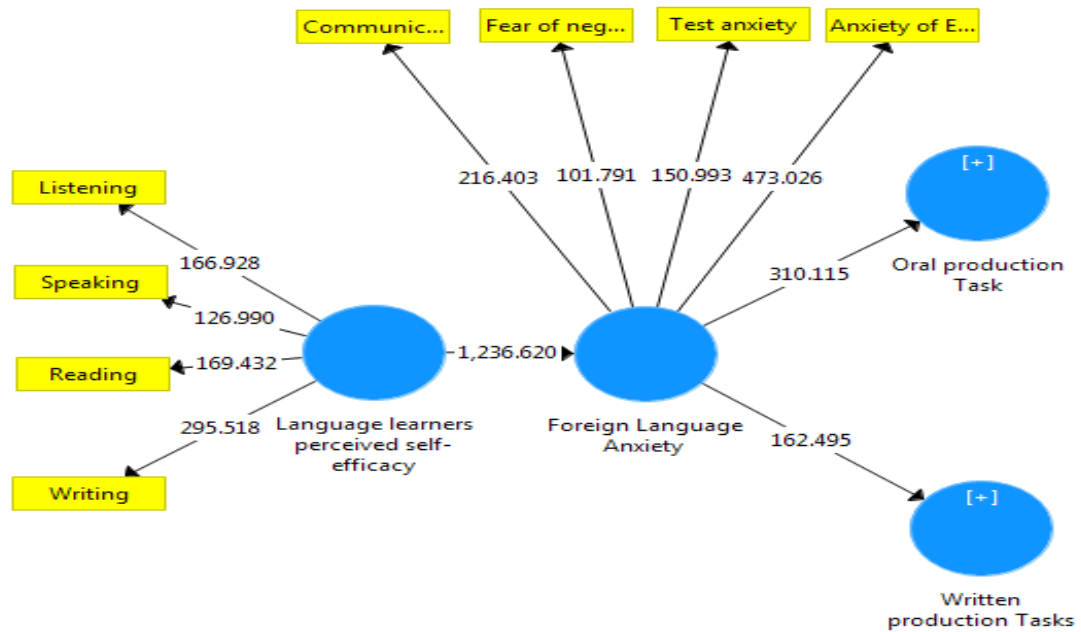 Communic...
Fear of neg...
Test anxiety
Anxiety of E...
[+]
216.403
101.791
150.993
473.026
Listening
166.928
310.115
Oral production
Task
Speaking
126.990
1,236.620
Reading
169.432
295.518
Language learners
perceived self-
efficacy
Foreign Language
Anxiety
162.495
Writing
[+]
Written
production Tasks